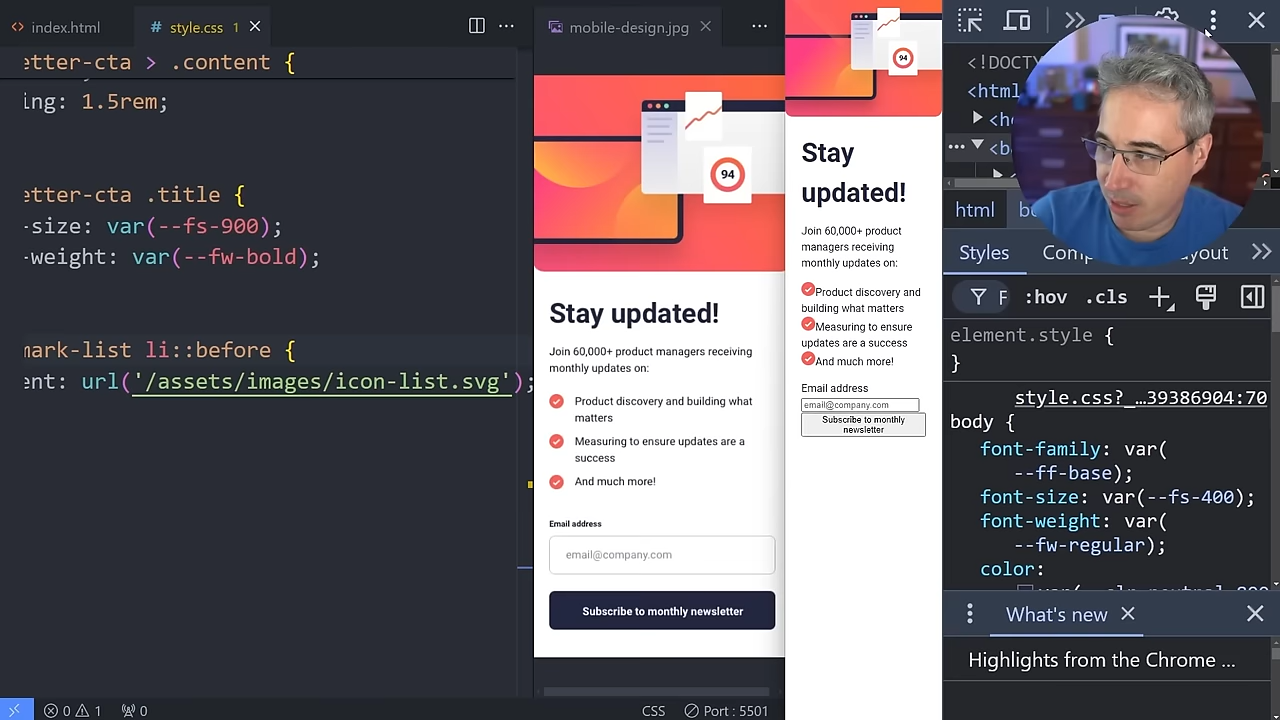 index.html
style.css 1
etter-cta > .content {
ing: 1.5rem;
etter-cta .title {
-size: var(--fs-900);
-weight: var(--fw-bold);
mark-list li::before {
ent: url('/assets/images/icon-list.svg');
0 1 0
CSS
Port : 5501
mobile-design.jpg
94
Stay updated!
Join 60,000+ product managers receiving
monthly updates on:
Product discovery and building what
matters
Measuring to ensure updates are a
success
And much more!
Email address
email@company.com
Subscribe to monthly newsletter
94
Stay
updated!
Join 60,000+ product
managers receiving
monthly updates on:
Product discovery and
building what matters
Measuring to ensure
updates are a success
And much more!
Email address
email@company.com
Subscribe to monthly
newsletter
<!DOCTY
<html
<he
<b
html
Styles
:hov .cls
element.style {
}
style.css?_…39386904:70
body {
font-family: var(
--ff-base);
font-size: var(--fs-400);
font-weight: var(
--fw-regular);
color:
What's new
Highlights from the Chrome ...